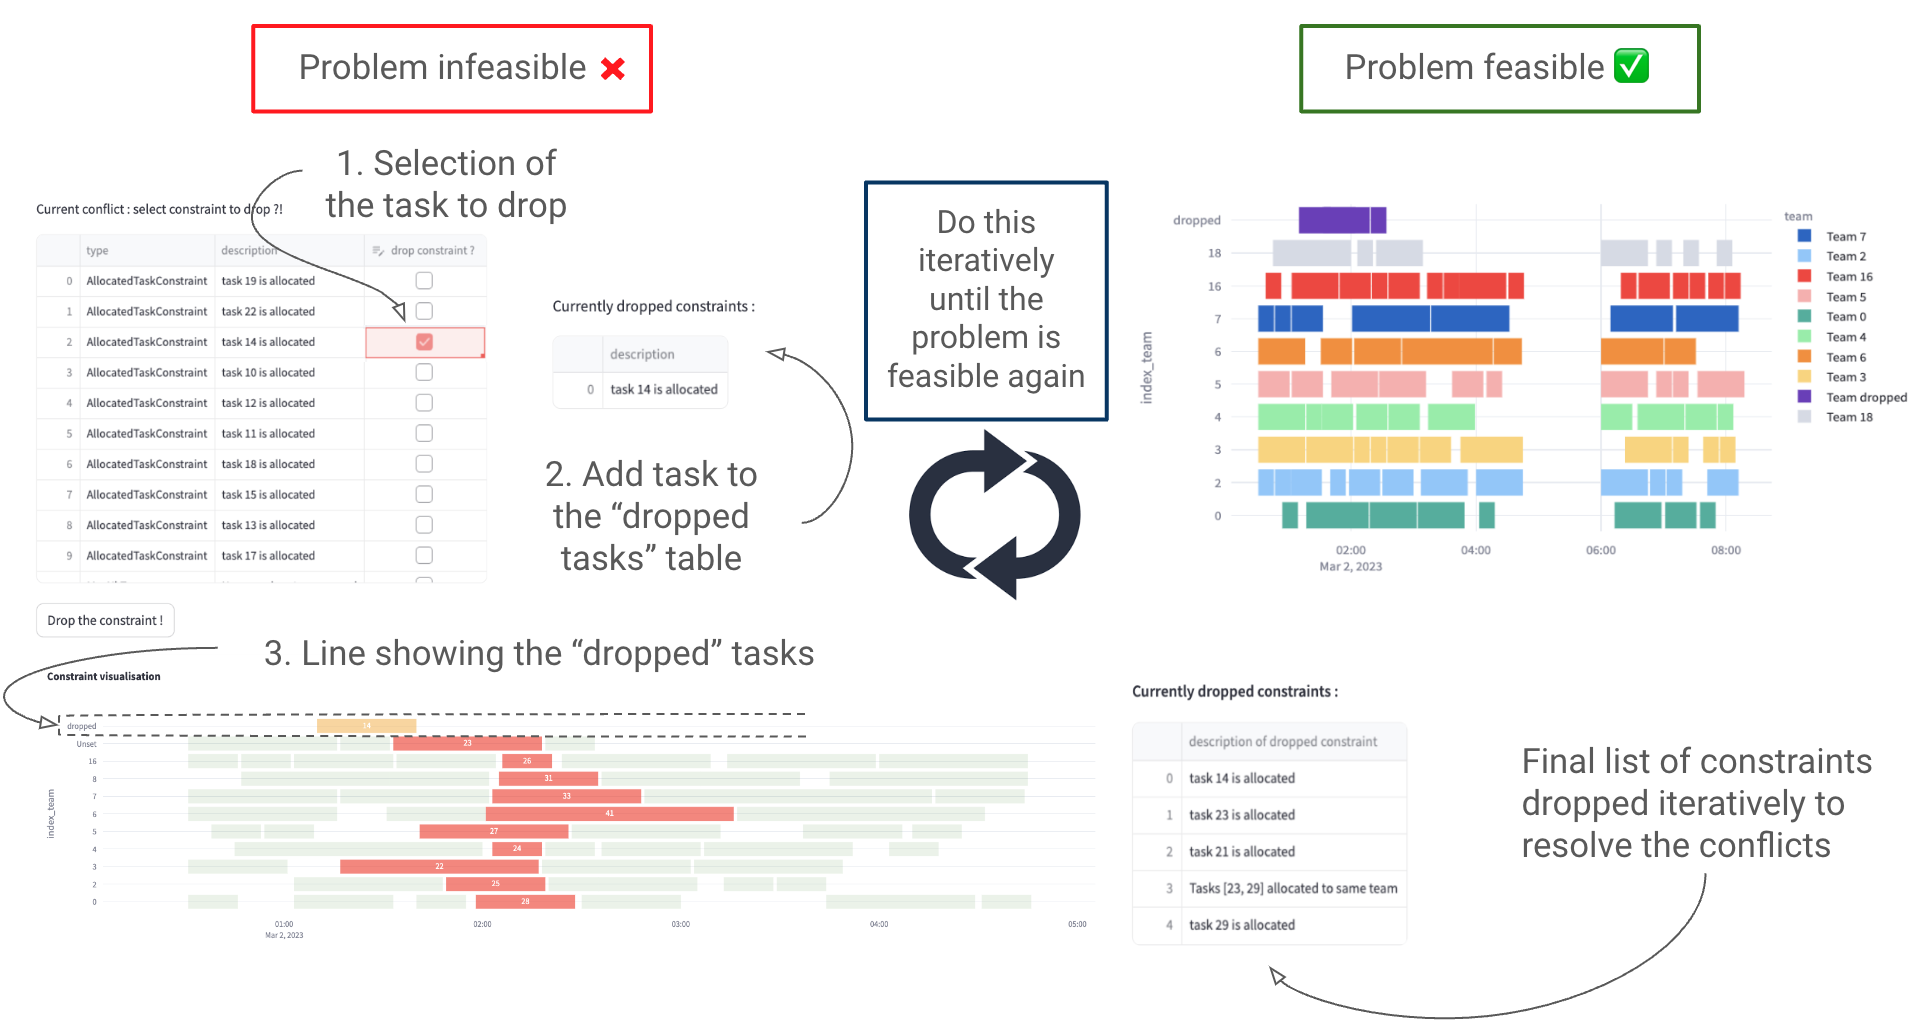 Problem infeasible ❌
Problem feasible ✅
1. Selection of
the task to drop
Current conflict : select constraint to drop ?!
type description drop constraint ?
0 AllocatedTaskConstraint task 19 is allocated
1 AllocatedTaskConstraint task 22 is allocated
2 AllocatedTaskConstraint task 14 is allocated
3 AllocatedTaskConstraint task 10 is allocated
4 AllocatedTaskConstraint task 12 is allocated
5 AllocatedTaskConstraint task 11 is allocated
6 AllocatedTaskConstraint task 18 is allocated
7 AllocatedTaskConstraint task 15 is allocated
8 AllocatedTaskConstraint task 13 is allocated
9 AllocatedTaskConstraint task 17 is allocated
Drop the constraint !
Currently dropped constraints :
description
0 task 14 is allocated
2. Add task to
the “dropped
tasks” table
Do this
iteratively
until the
problem is
feasible again
3. Line showing the “dropped” tasks
Constraint visualisation
index_team
dropped 14
Unset 23
16 26
8 31
7 33
6 41
5 27
4 24
3 22
2 25
0 28
01:00 02:00 03:00 04:00 05:00
Mar 2, 2023
index_team
dropped
18
16
7
6
5
4
3
2
0
02:00 04:00 06:00 08:00
Mar 2, 2023
team
Team 7
Team 2
Team 16
Team 5
Team 0
Team 4
Team 6
Team 3
Team dropped
Team 18
Currently dropped constraints :
description of dropped constraint
0 task 14 is allocated
1 task 23 is allocated
2 task 21 is allocated
3 Tasks [23, 29] allocated to same team
4 task 29 is allocated
Final list of constraints
dropped iteratively to
resolve the conflicts